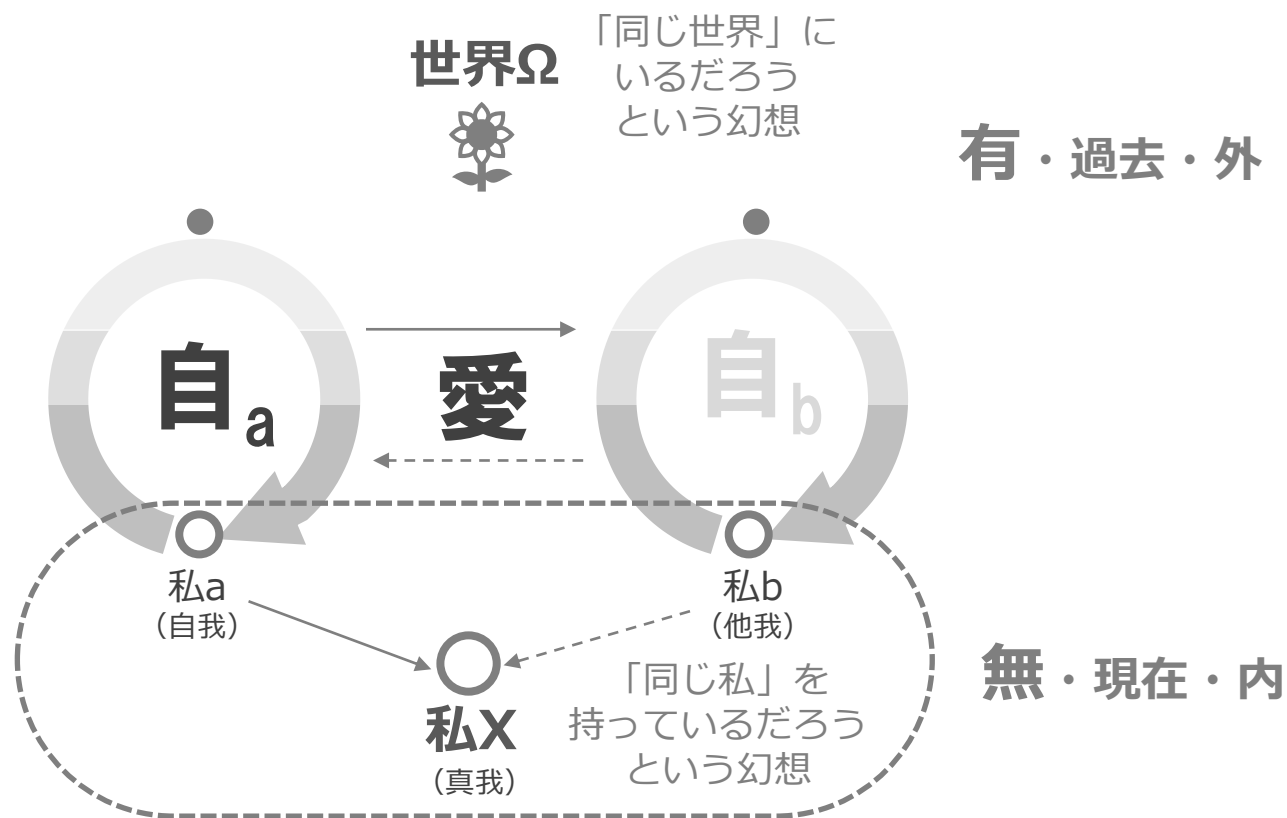 世界Ω
「同じ世界」に
いるだろう
という幻想
有・過去・外
自a
愛
自b
私a
（自我）
私b
（他我）
私X
（真我）
「同じ私」を
持っているだろう
という幻想
無・現在・内